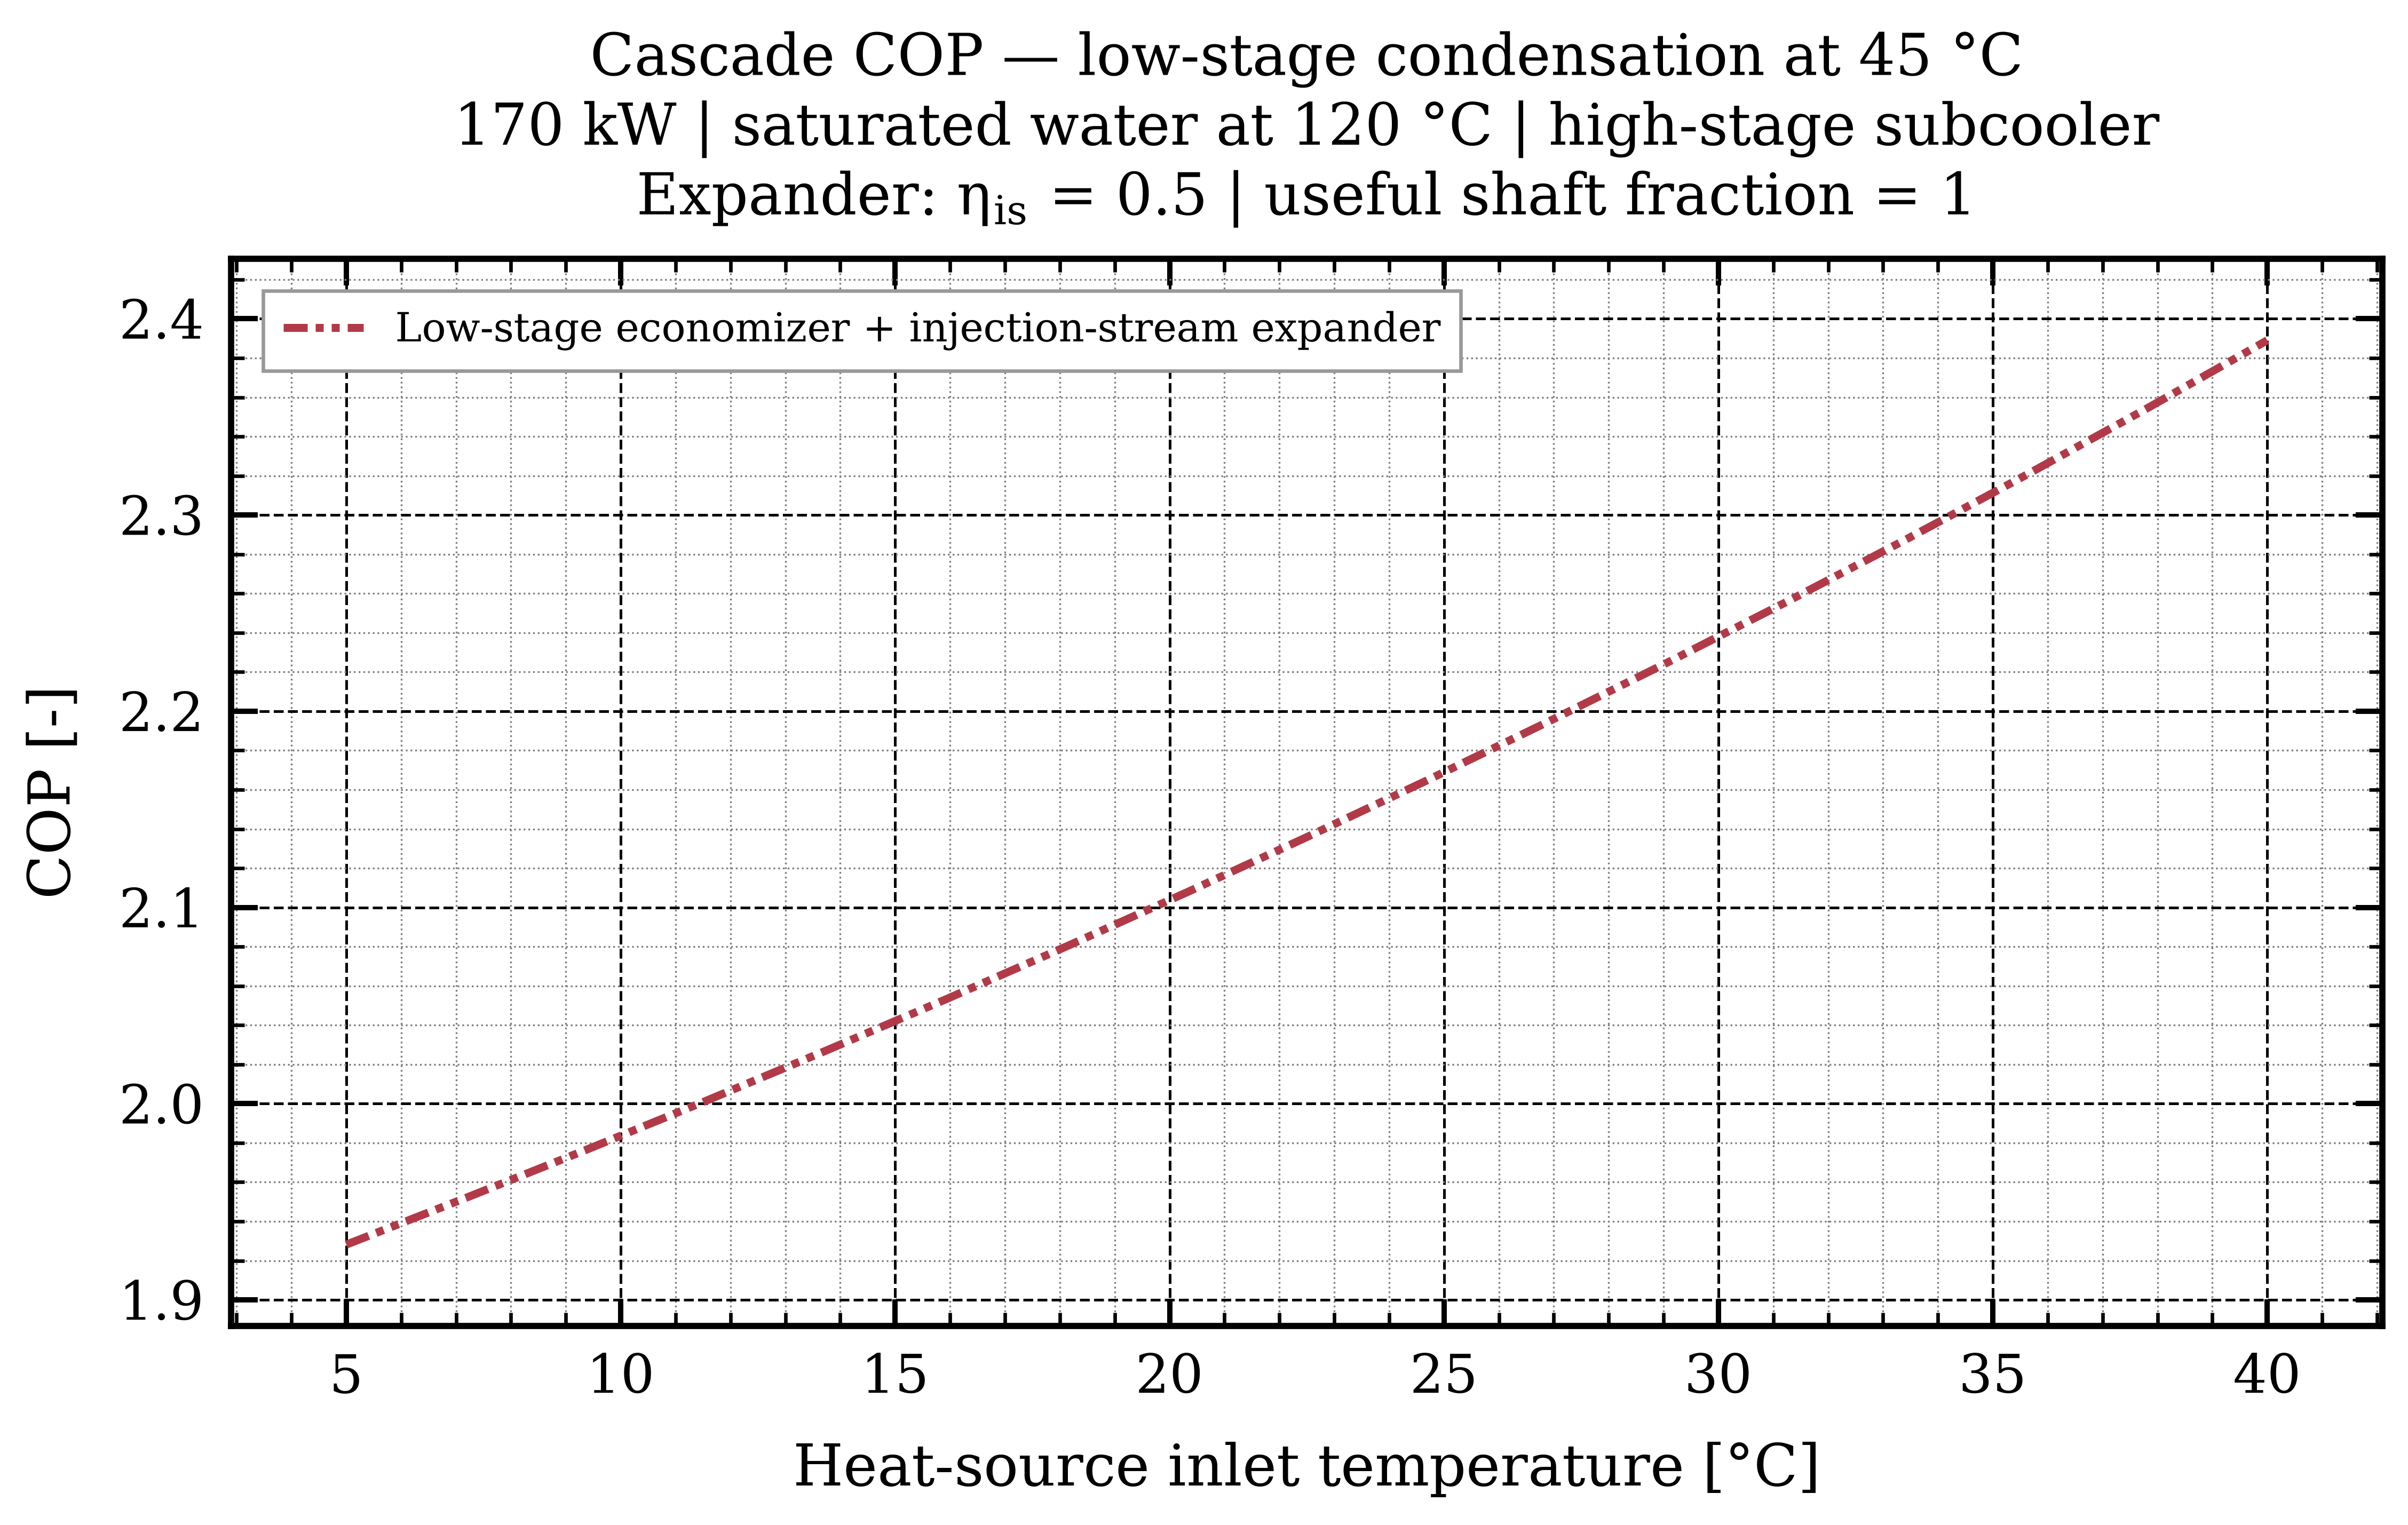 Cascade COP — low-stage condensation at 45 °C
170 kW | saturated water at 120 °C | high-stage subcooler
Expander: ηis = 0.5 | useful shaft fraction = 1
Low-stage economizer + injection-stream expander
COP [-]
2.4
2.3
2.2
2.1
2.0
1.9
5 10 15 20 25 30 35 40
Heat-source inlet temperature [°C]